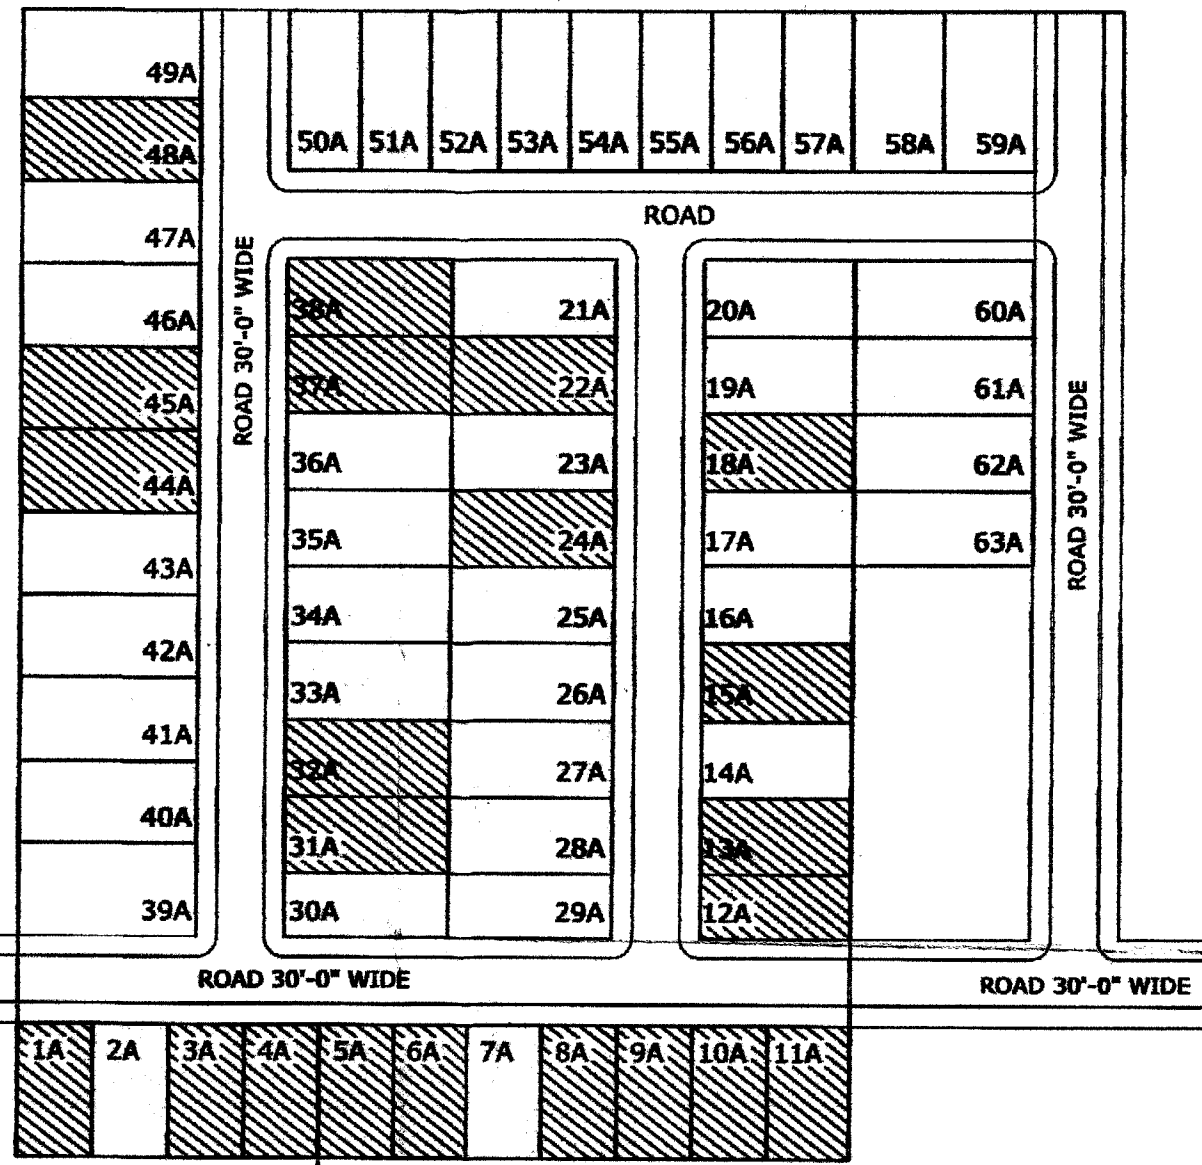 49A
48A
47A
46A
45A
44A
43A
42A
41A
40A
39A
ROAD 30'-0" WIDE
50A 51A 52A 53A 54A 55A 56A 57A 58A 59A
ROAD
38A 21A
37A 22A
36A 23A
35A 24A
34A 25A
33A 26A
32A 27A
31A 28A
30A 29A
20A 60A
19A 61A
18A 62A
17A 63A
16A
15A
14A
13A
12A
ROAD 30'-0" WIDE
ROAD 30'-0" WIDE
ROAD 30'-0" WIDE
1A 2A 3A 4A 5A 6A 7A 8A 9A 10A 11A